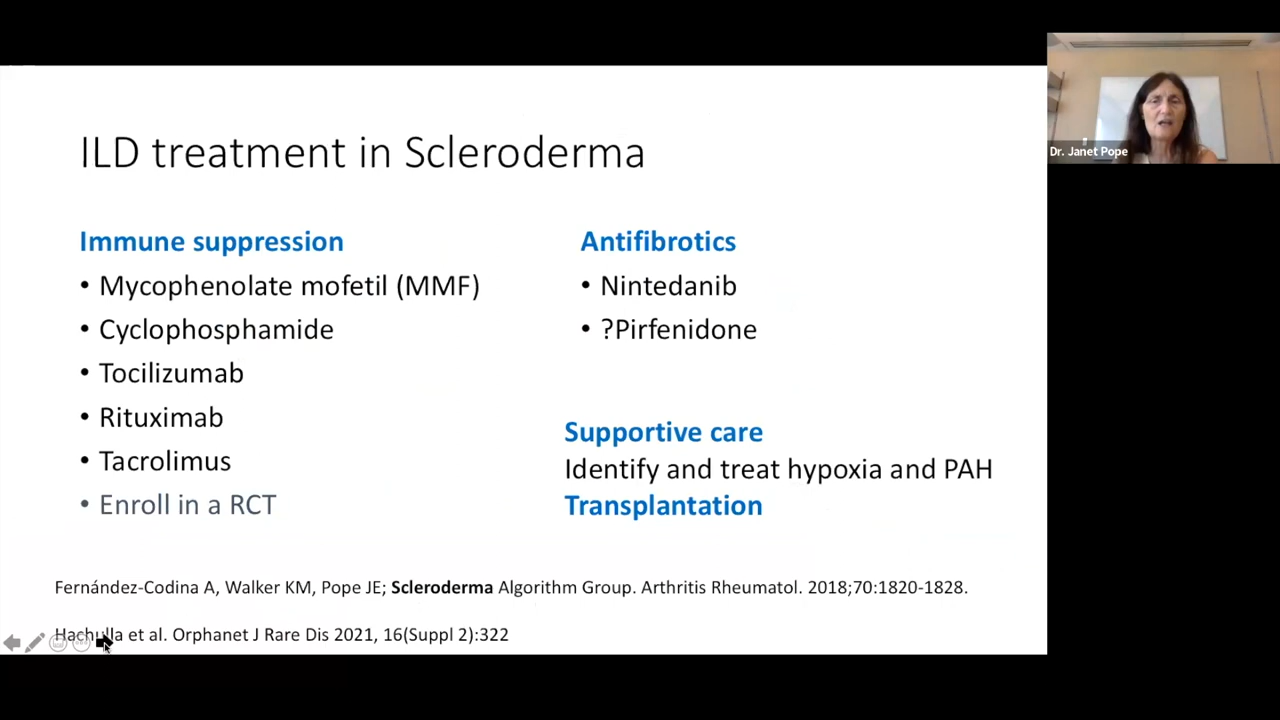 ILD treatment in Scleroderma
Immune suppression
• Mycophenolate mofetil (MMF)
• Cyclophosphamide
• Tocilizumab
• Rituximab
• Tacrolimus
• Enroll in a RCT
Antifibrotics
• Nintedanib
• ?Pirfenidone
Supportive care
Identify and treat hypoxia and PAH
Transplantation
Fernández-Codina A, Walker KM, Pope JE; Scleroderma Algorithm Group. Arthritis Rheumatol. 2018;70:1820-1828.
Hachulla et al. Orphanet J Rare Dis 2021, 16(Suppl 2):322
Dr. Janet Pope